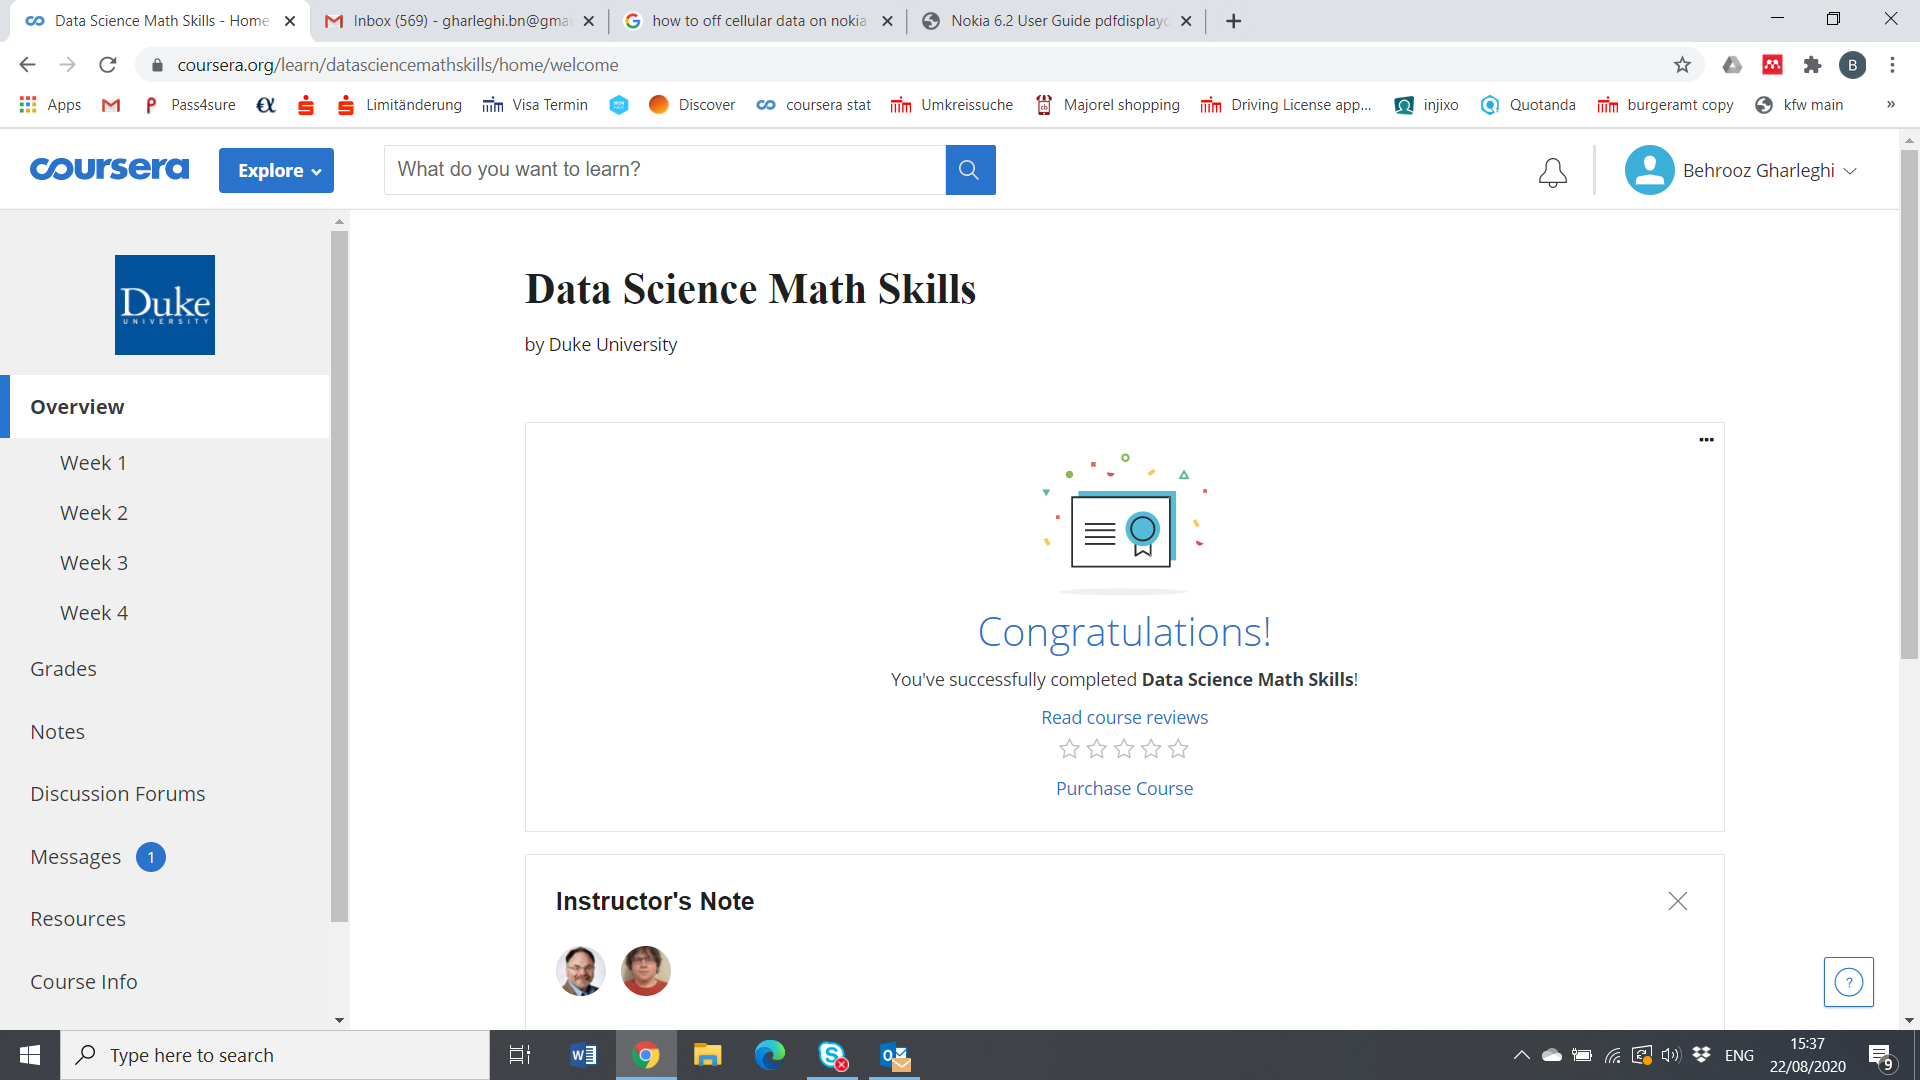 Data Science Math Skills - Home
Inbox (569) - gharleghi.bn@gmai
how to off cellular data on nokia
Nokia 6.2 User Guide pdfdisplayd
coursera.org/learn/datasciencemathskills/home/welcome
B
Apps
Pass4sure
Limitänderung
Visa Termin
Discover
coursera stat
Umkreissuche
Majorel shopping
Driving License app...
injixo
Quotanda
burgeramt copy
kfw main
»
coursera
Explore
What do you want to learn?
Behrooz Gharleghi
Duke
UNIVERSITY
Overview
Week 1
Week 2
Week 3
Week 4
Grades
Notes
Discussion Forums
Messages 1
Resources
Course Info
Data Science Math Skills
by Duke University
Congratulations!
You've successfully completed Data Science Math Skills!
Read course reviews
Purchase Course
Instructor's Note
?
Type here to search
ENG
15:37
22/08/2020
9